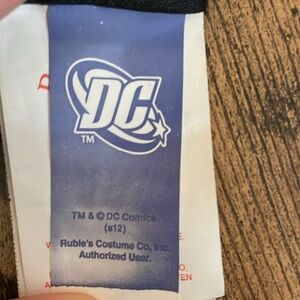 DC
TM
TM & © DC Comics.
(s12)
Rubie's Costume Co, Inc.
Authorized User.